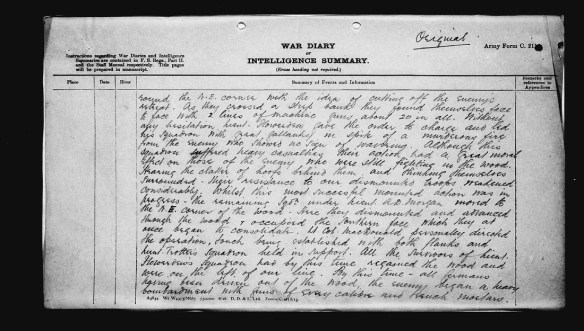 Original
WAR DIARY
or
INTELLIGENCE SUMMARY.
(Erase heading not required.)
Army Form C. 2118.
Instructions regarding War Diaries and Intelligence
Summaries are contained in F. S. Regs., Part II.
and the Staff Manual respectively. Title pages
will be prepared in manuscript.
Place Date Hour Summary of Events and Information Remarks and references to Appendices
round the N.E. corner with the idea of cutting off the enemy's
retreat. As they crossed a steep bank they found themselves face
to face with 2 lines of machine guns about 20 in all. Without
any hesitation Lieut. Flowerdew gave the order to charge and led
his Squadron with great gallantry in spite of a murderous fire
from the enemy who showed no sign of wavering. Although this
Squadron suffered heavy casualties their action had a great moral
effect on those of the enemy who were still fighting in the woods
Hearing the clatter of hoofs behind them, and thinking themselves
surrounded - their resistance to our dismounted troops weakened
considerably. Whilst this most successful mounted action was in
progress - the remaining Sqdn. under Lieut. Morgan moved to
the N.E. corner of the wood. Here they dismounted and advanced
through the wood & occupied the Southern face which they at
once began to consolidate. Lt Col MacDonald, personally directed
the operation, touch being established with both flanks and
Lieut. Trotters Squadron held in support. All the Survivors of Lieut.
Flowerdews Squadron had by this time regained the wood and
were on the left of our line. By this time - all Germans
having been driven out of the wood, the enemy began a heavy
bombardment with guns of every calibre and trench mortars.